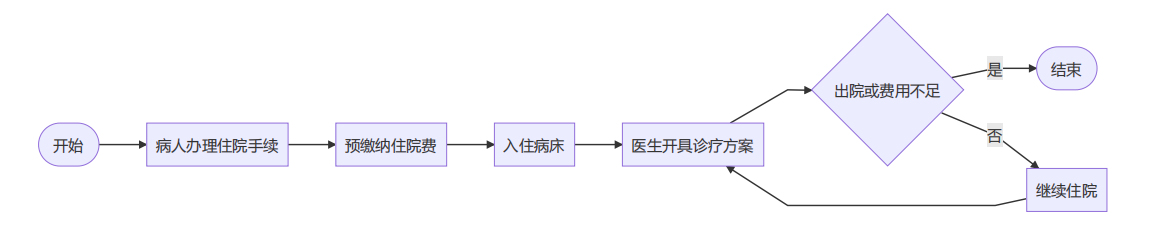 开始
病人办理住院手续
预缴纳住院费
入住病床
医生开具诊疗方案
出院或费用不足
是
结束
否
继续住院